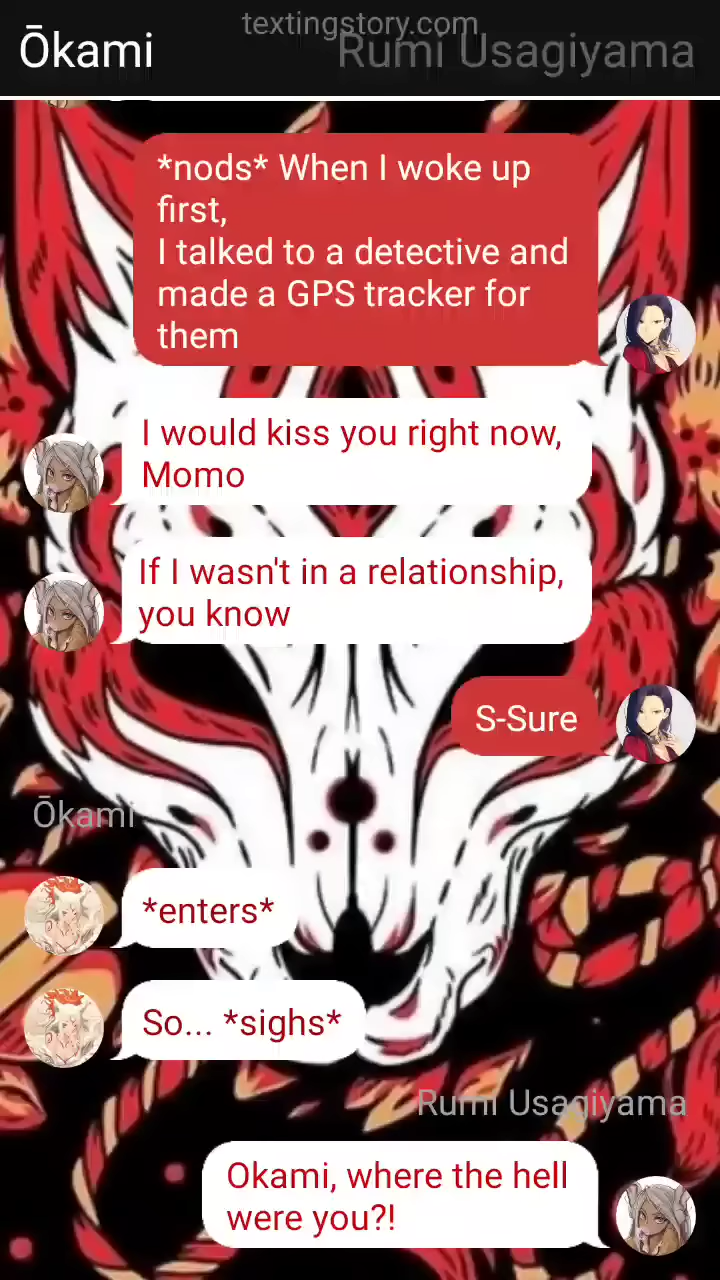 textingstory.com
Ōkami
Rumi Usagiyama
*nods* When I woke up
first,
I talked to a detective and
made a GPS tracker for
them
I would kiss you right now,
Momo
If I wasn't in a relationship,
you know
S-Sure
Ōkami
*enters*
So... *sighs*
Rumi Usagiyama
Okami, where the hell
were you?!